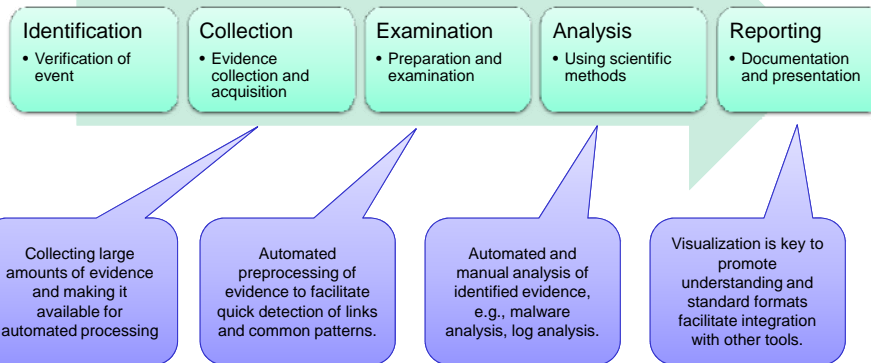 Identification
• Verification of
event
Collection
• Evidence
collection and
acquisition
Examination
• Preparation and
examination
Analysis
• Using scientific
methods
Reporting
• Documentation
and presentation
Collecting large
amounts of evidence
and making it
available for
automated processing
Automated
preprocessing of
evidence to facilitate
quick detection of links
and common patterns.
Automated and
manual analysis of
identified evidence,
e.g., malware
analysis, log analysis.
Visualization is key to
promote
understanding and
standard formats
facilitate integration
with other tools.